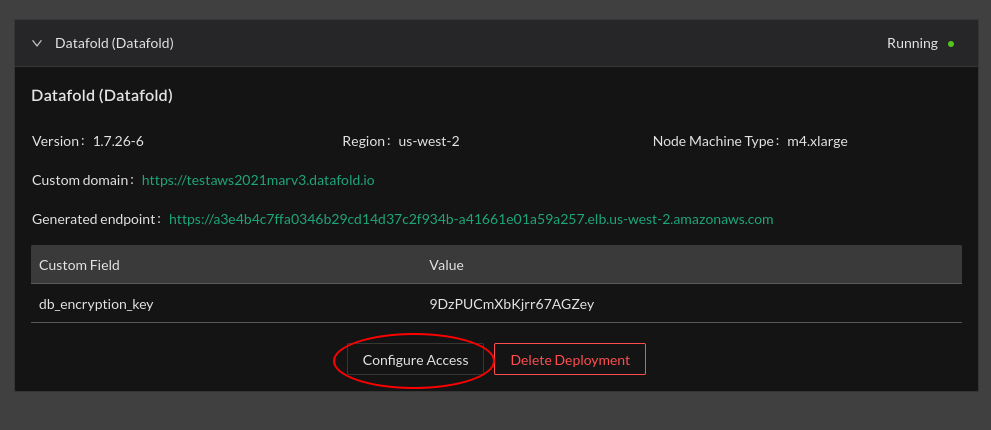 Datafold (Datafold) Running
Datafold (Datafold)
Version: 1.7.26-6 Region: us-west-2 Node Machine Type: m4.xlarge
Custom domain: https://testaws2021marv3.datafold.io
Generated endpoint: https://a3e4b4c7ffa0346b29cd14d37c2f934b-a41661e01a59a257.elb.us-west-2.amazonaws.com
Custom Field Value
db_encryption_key 9DzPUCmXbKjrr67AGZey
Configure Access Delete Deployment